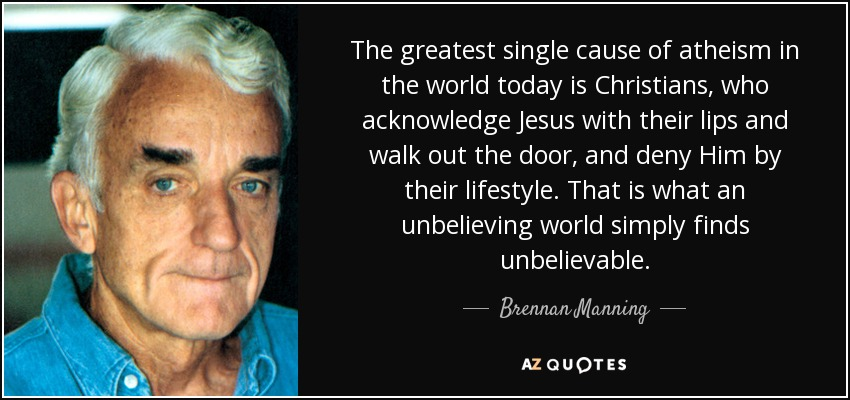 The greatest single cause of atheism in
the world today is Christians, who
acknowledge Jesus with their lips and
walk out the door, and deny Him by
their lifestyle. That is what an
unbelieving world simply finds
unbelievable.
Brennan Manning
AZ QUOTES